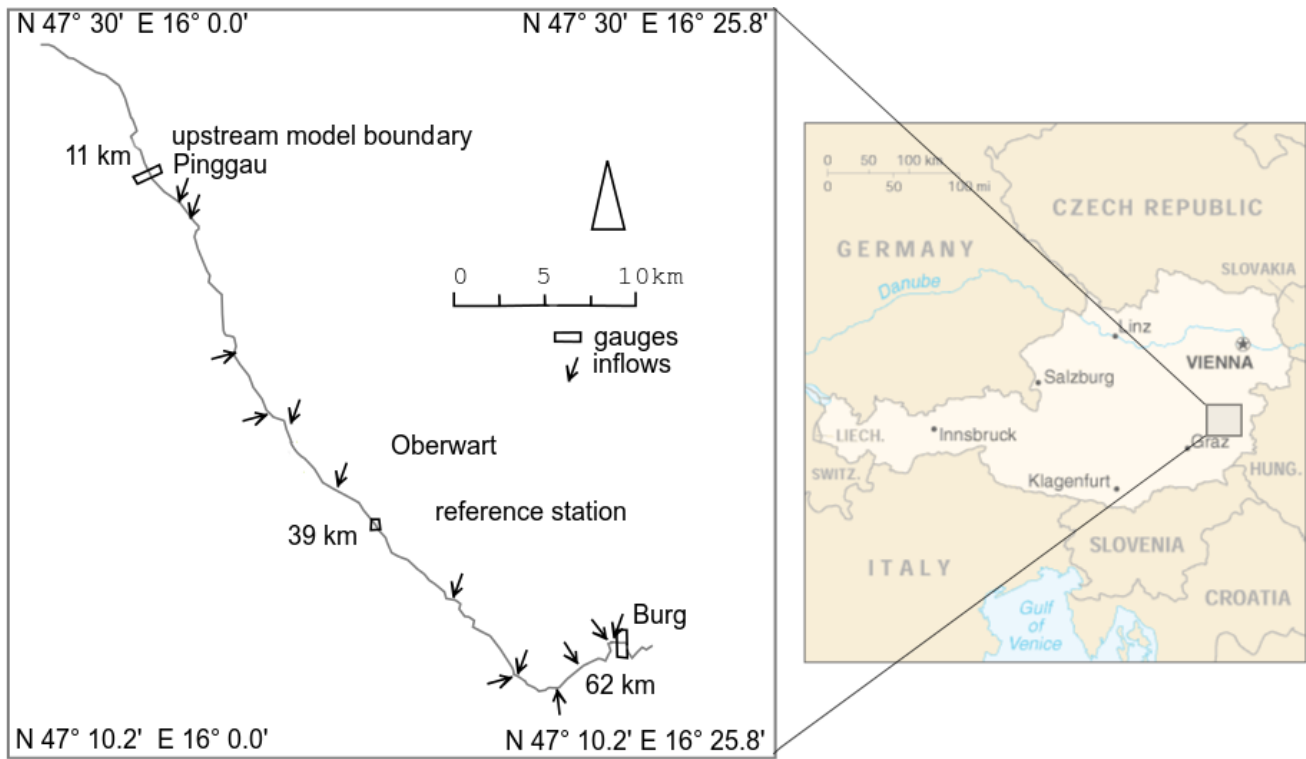 N 47° 30' E 16° 0.0'
N 47° 30' E 16° 25.8'
upstream model boundary
11 km
Pinggau
0 5 10km
gauges
inflows
Oberwart
reference station
39 km
Burg
62 km
N 47° 10.2' E 16° 0.0'
N 47° 10.2' E 16° 25.8'
0 50 100 km
0 50 100 mi
CZECH REPUBLIC
GERMANY
SLOVAKIA
Danube
Linz
VIENNA
Salzburg
LIECH.
Innsbruck
Graz
SWITZ.
HUNG.
Klagenfurt
SLOVENIA
ITALY
CROATIA
Gulf
of
Venice